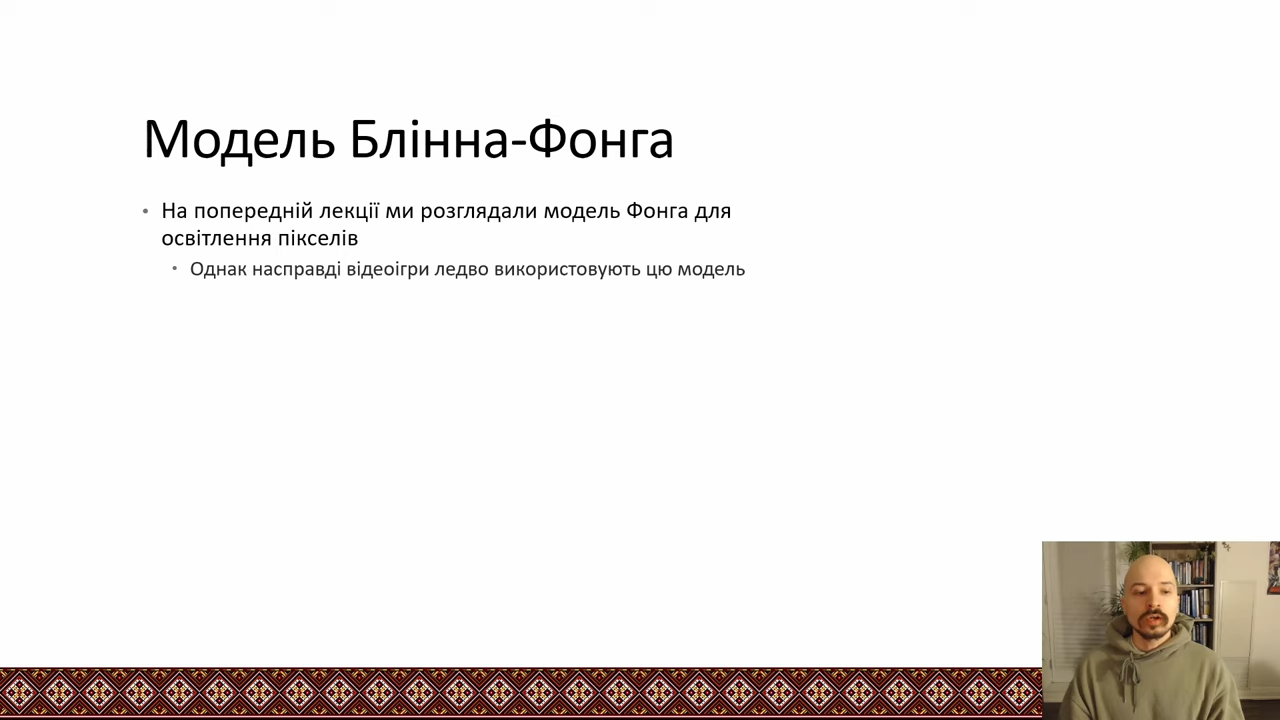 Модель Блінна-Фонга
• На попередній лекції ми розглядали модель Фонга для
освітлення пікселів
• Однак насправді відеоігри ледво використовують цю модель